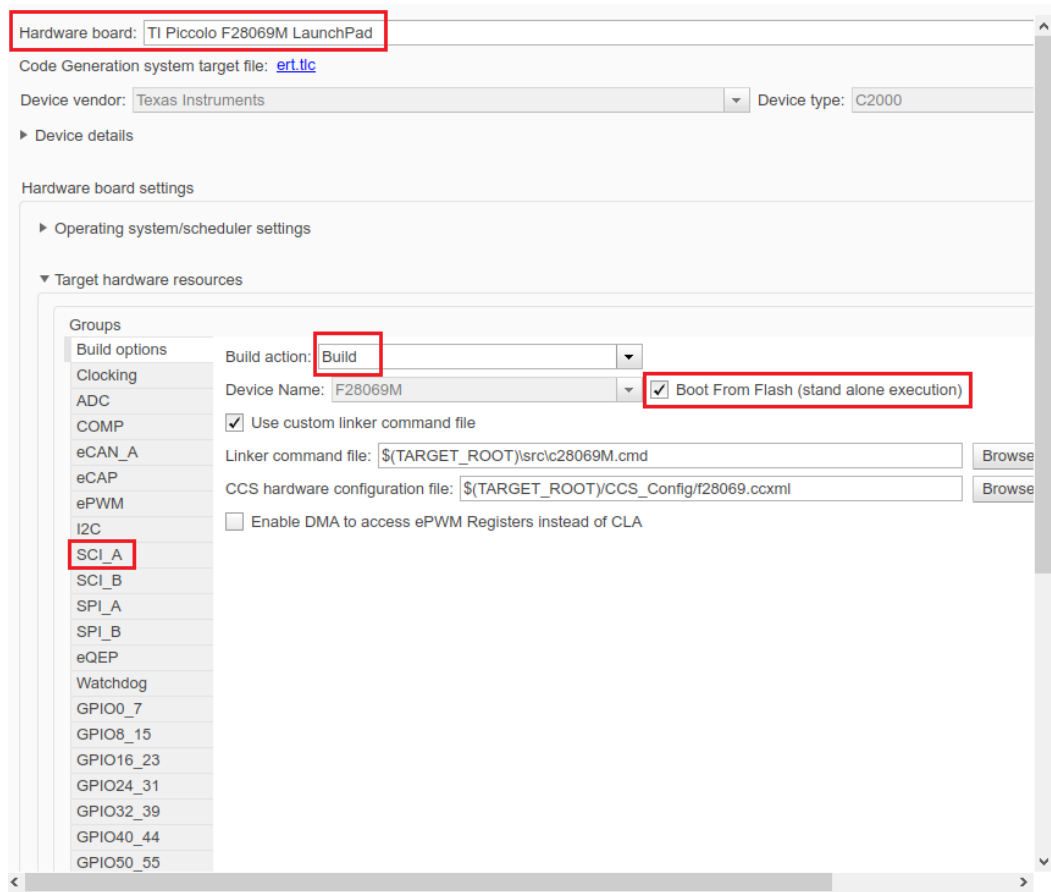 Hardware board: TI Piccolo F28069M LaunchPad
Code Generation system target file: ert.tlc
Device vendor: Texas Instruments Device type: C2000
Device details
Hardware board settings
Operating system/scheduler settings
Target hardware resources
Groups
Build options
Build action: Build
Clocking
Device Name: F28069M Boot From Flash (stand alone execution)
ADC
COMP
Use custom linker command file
eCAN_A
Linker command file: $(TARGET_ROOT)\src\c28069M.cmd Browse
eCAP
CCS hardware configuration file: $(TARGET_ROOT)/CCS_Config/f28069.ccxml Browse
ePWM
I2C
Enable DMA to access ePWM Registers instead of CLA
SCI_A
SCI_B
SPI_A
SPI_B
eQEP
Watchdog
GPIO0_7
GPIO8_15
GPIO16_23
GPIO24_31
GPIO32_39
GPIO40_44
GPIO50_55